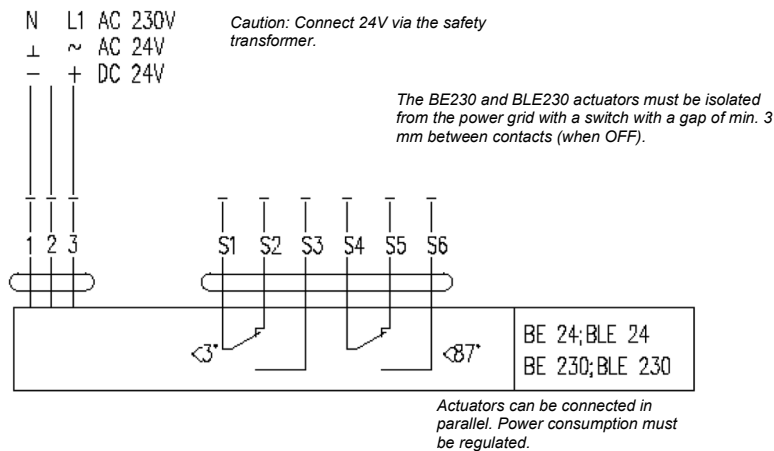 N L1 AC 230V
⊥ ~ AC 24V
− + DC 24V
Caution: Connect 24V via the safety
transformer.
The BE230 and BLE230 actuators must be isolated
from the power grid with a switch with a gap of min. 3
mm between contacts (when OFF).
1 2 3 S1 S2 S3 S4 S5 S6
<3° <87°
BE 24;BLE 24
BE 230;BLE 230
Actuators can be connected in
parallel. Power consumption must
be regulated.